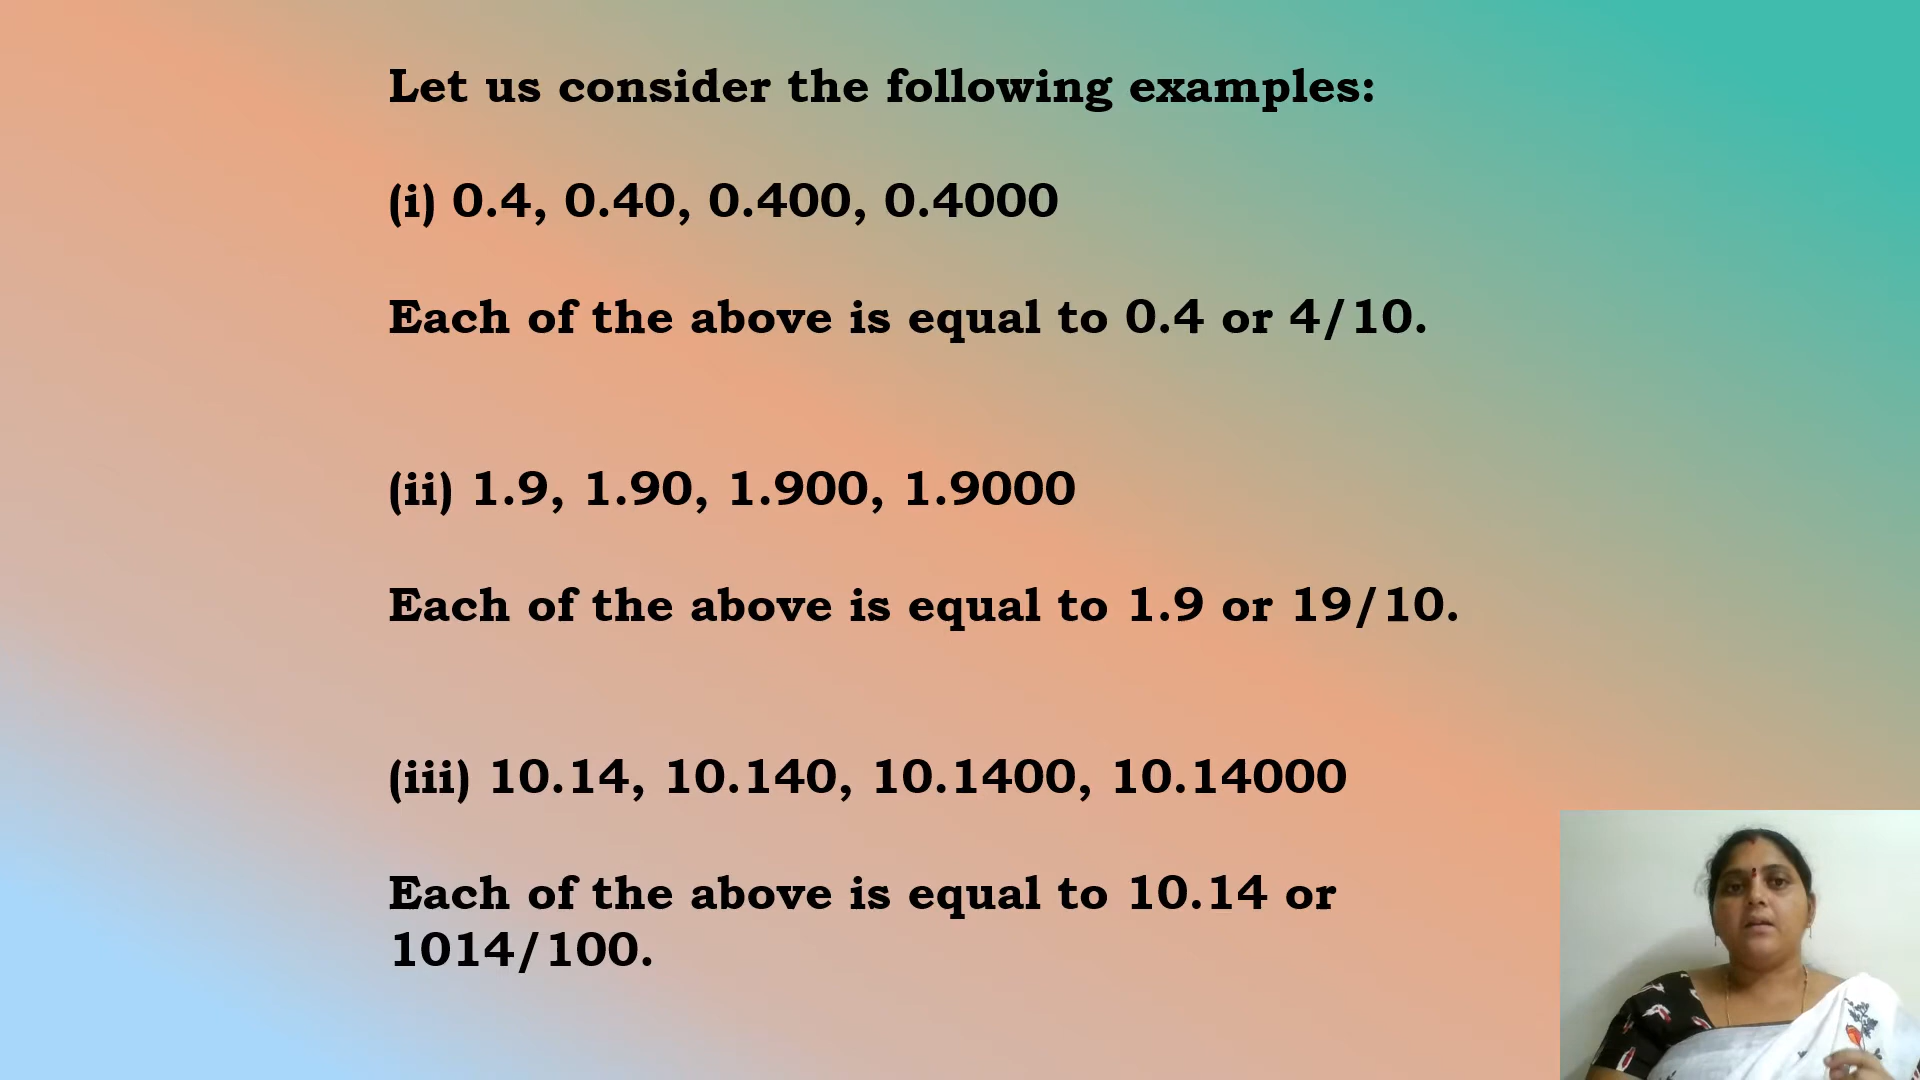 Let us consider the following examples:
(i) 0.4, 0.40, 0.400, 0.4000
Each of the above is equal to 0.4 or 4/10.
(ii) 1.9, 1.90, 1.900, 1.9000
Each of the above is equal to 1.9 or 19/10.
(iii) 10.14, 10.140, 10.1400, 10.14000
Each of the above is equal to 10.14 or
1014/100.